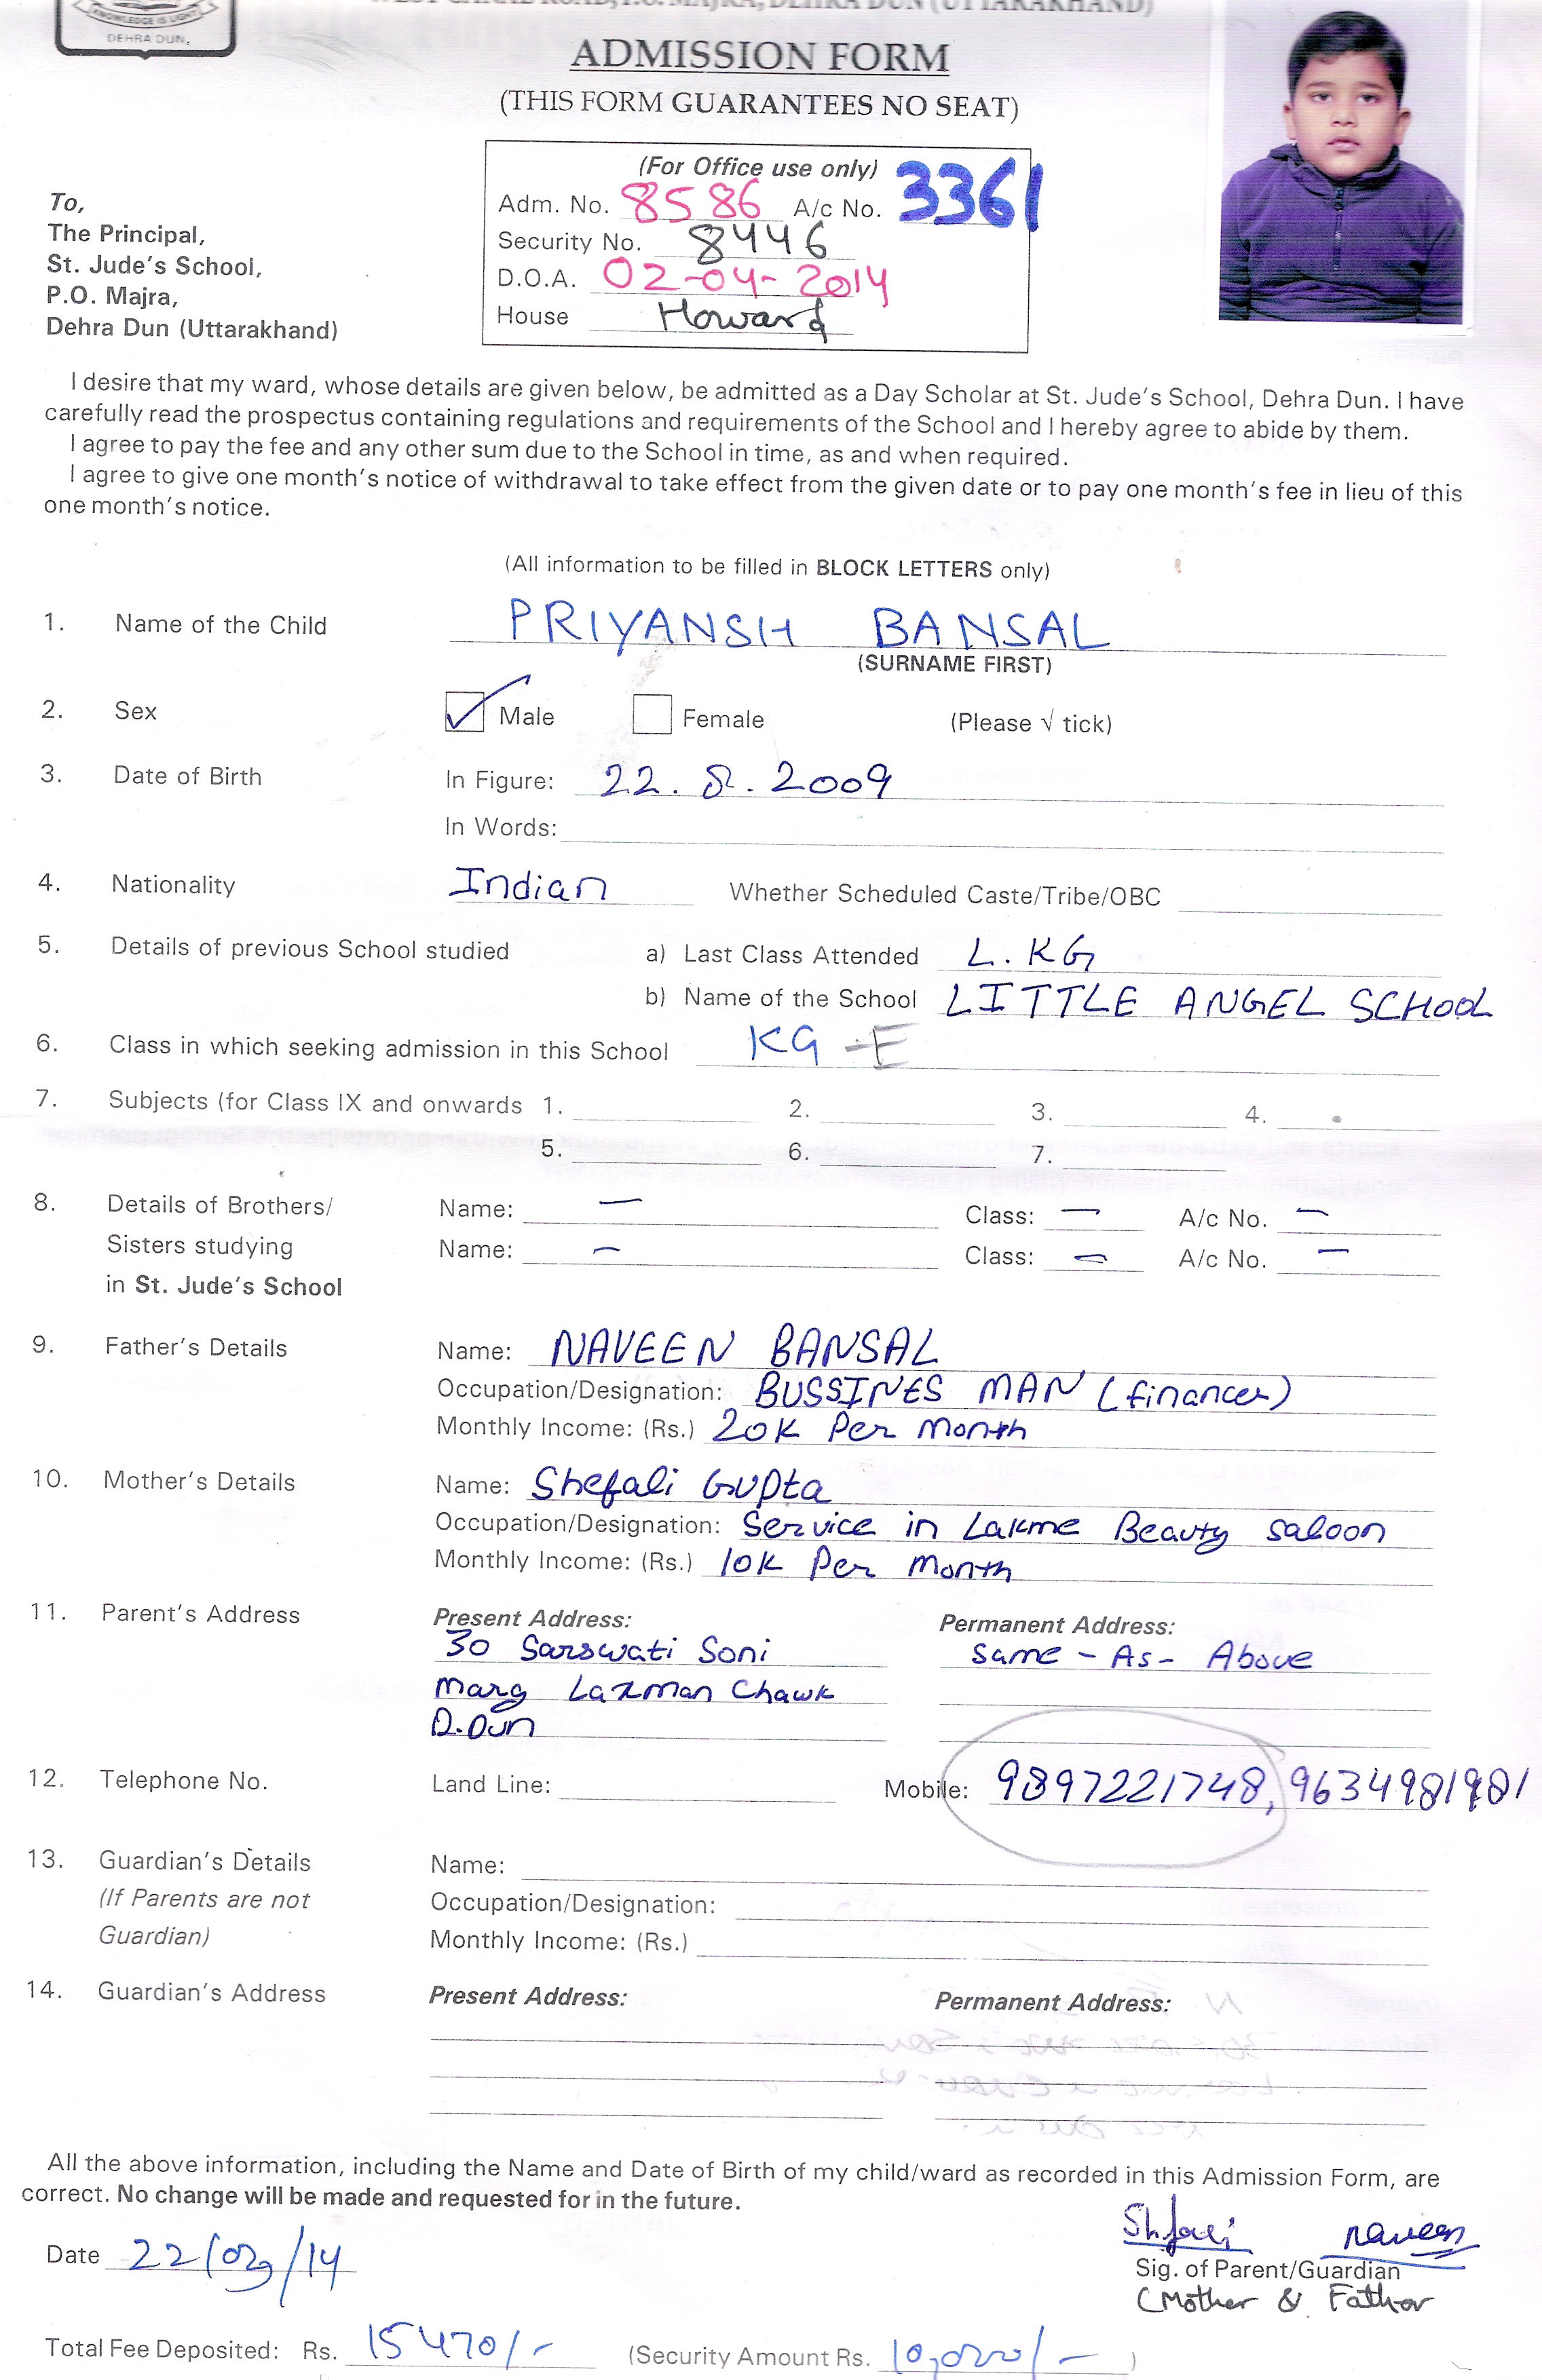 KNOWLEDGE IS LIGHT
DEHRA DUN,
WEST CANAL ROAD, P.O. MAJRA, DEHRA DUN (UTTARAKHAND)
ADMISSION FORM
(THIS FORM GUARANTEES NO SEAT)
(For Office use only)
Adm. No. 8586 A/c No. 3361
Security No. 8446
D.O.A. 02-04-2014
House Howard
To,
The Principal,
St. Jude's School,
P.O. Majra,
Dehra Dun (Uttarakhand)
I desire that my ward, whose details are given below, be admitted as a Day Scholar at St. Jude's School, Dehra Dun. I have
carefully read the prospectus containing regulations and requirements of the School and I hereby agree to abide by them.
I agree to pay the fee and any other sum due to the School in time, as and when required.
I agree to give one month's notice of withdrawal to take effect from the given date or to pay one month's fee in lieu of this
one month's notice.
(All information to be filled in BLOCK LETTERS only)
1. Name of the Child PRIYANSH BANSAL
(SURNAME FIRST)
2. Sex ✓ Male Female (Please √ tick)
3. Date of Birth In Figure: 22.8.2009
In Words:
4. Nationality Indian Whether Scheduled Caste/Tribe/OBC
5. Details of previous School studied a) Last Class Attended L.KG
b) Name of the School LITTLE ANGEL SCHOOL
6. Class in which seeking admission in this School KG-E
7. Subjects (for Class IX and onwards 1. 2. 3. 4.
5. 6. 7.
8. Details of Brothers/ Name: — Class: — A/c No. —
Sisters studying Name: — Class: — A/c No. —
in St. Jude's School
9. Father's Details Name: NAVEEN BANSAL
Occupation/Designation: BUSSINES MAN (financer)
Monthly Income: (Rs.) 20K Per Month
10. Mother's Details Name: Shefali Gupta
Occupation/Designation: Service in Lakme Beauty saloon
Monthly Income: (Rs.) 10K Per Month
11. Parent's Address Present Address: Permanent Address:
30 Sarswati Soni Same - As - Above
Marg Laxman Chawk
D.Dun
12. Telephone No. Land Line: Mobile: 9897221748, 9634981981
13. Guardian's Details Name:
(If Parents are not Occupation/Designation:
Guardian) Monthly Income: (Rs.)
14. Guardian's Address Present Address: Permanent Address:
All the above information, including the Name and Date of Birth of my child/ward as recorded in this Admission Form, are
correct. No change will be made and requested for in the future.
Shfali Naveen
Date 22/03/14 Sig. of Parent/Guardian
(Mother & Father
Total Fee Deposited: Rs. 15470/- (Security Amount Rs. 10,000/- )